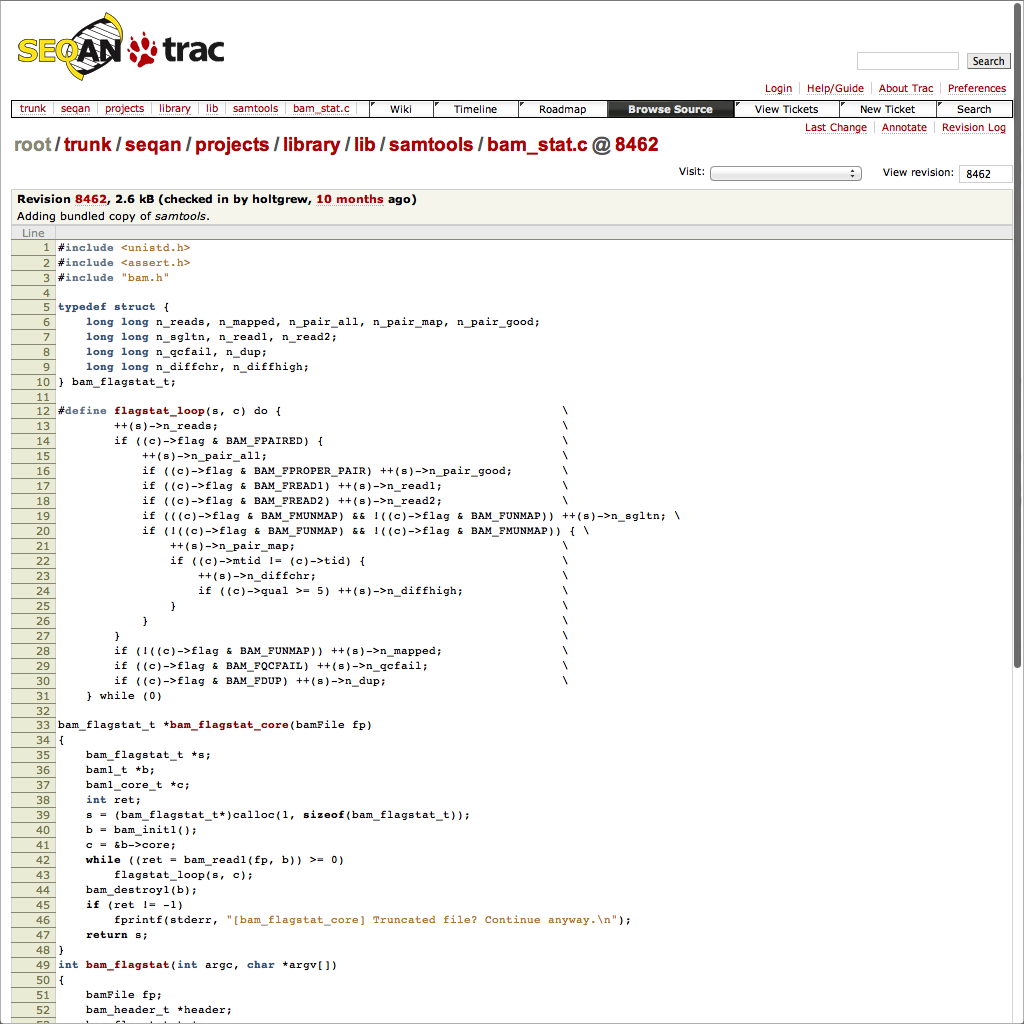 SEQAN trac
Search
Login Help/Guide About Trac Preferences
trunk seqan projects library lib samtools bam_stat.c Wiki Timeline Roadmap Browse Source View Tickets New Ticket Search
Last Change Annotate Revision Log
root / trunk / seqan / projects / library / lib / samtools / bam_stat.c @ 8462
Visit: View revision: 8462
Revision 8462, 2.6 kB (checked in by holtgrew, 10 months ago)
Adding bundled copy of samtools.
Line
1 #include <unistd.h>
2 #include <assert.h>
3 #include "bam.h"
4
5 typedef struct {
6 long long n_reads, n_mapped, n_pair_all, n_pair_map, n_pair_good;
7 long long n_sgltn, n_read1, n_read2;
8 long long n_qcfail, n_dup;
9 long long n_diffchr, n_diffhigh;
10 } bam_flagstat_t;
11
12 #define flagstat_loop(s, c) do { \
13 ++(s)->n_reads; \
14 if ((c)->flag & BAM_FPAIRED) { \
15 ++(s)->n_pair_all; \
16 if ((c)->flag & BAM_FPROPER_PAIR) ++(s)->n_pair_good; \
17 if ((c)->flag & BAM_FREAD1) ++(s)->n_read1; \
18 if ((c)->flag & BAM_FREAD2) ++(s)->n_read2; \
19 if (((c)->flag & BAM_FMUNMAP) && !((c)->flag & BAM_FUNMAP)) ++(s)->n_sgltn; \
20 if (!((c)->flag & BAM_FUNMAP) && !((c)->flag & BAM_FMUNMAP)) { \
21 ++(s)->n_pair_map; \
22 if ((c)->mtid != (c)->tid) { \
23 ++(s)->n_diffchr; \
24 if ((c)->qual >= 5) ++(s)->n_diffhigh; \
25 } \
26 } \
27 } \
28 if (!((c)->flag & BAM_FUNMAP)) ++(s)->n_mapped; \
29 if ((c)->flag & BAM_FQCFAIL) ++(s)->n_qcfail; \
30 if ((c)->flag & BAM_FDUP) ++(s)->n_dup; \
31 } while (0)
32
33 bam_flagstat_t *bam_flagstat_core(bamFile fp)
34 {
35 bam_flagstat_t *s;
36 bam1_t *b;
37 bam1_core_t *c;
38 int ret;
39 s = (bam_flagstat_t*)calloc(1, sizeof(bam_flagstat_t));
40 b = bam_init1();
41 c = &b->core;
42 while ((ret = bam_read1(fp, b)) >= 0)
43 flagstat_loop(s, c);
44 bam_destroy1(b);
45 if (ret != -1)
46 fprintf(stderr, "[bam_flagstat_core] Truncated file? Continue anyway.\n");
47 return s;
48 }
49 int bam_flagstat(int argc, char *argv[])
50 {
51 bamFile fp;
52 bam_header_t *header;